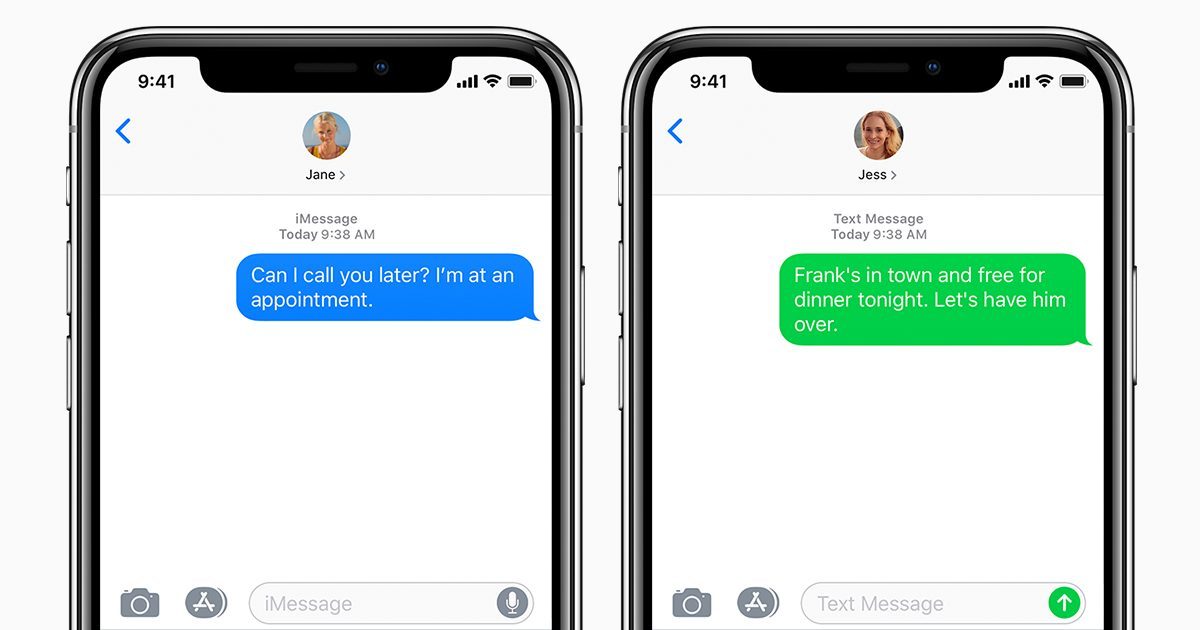 9:41
Jane >
iMessage
Today 9:38 AM
Can I call you later? I’m at an
appointment.
iMessage
9:41
Jess >
Text Message
Today 9:38 AM
Frank's in town and free for
dinner tonight. Let's have him
over.
Text Message